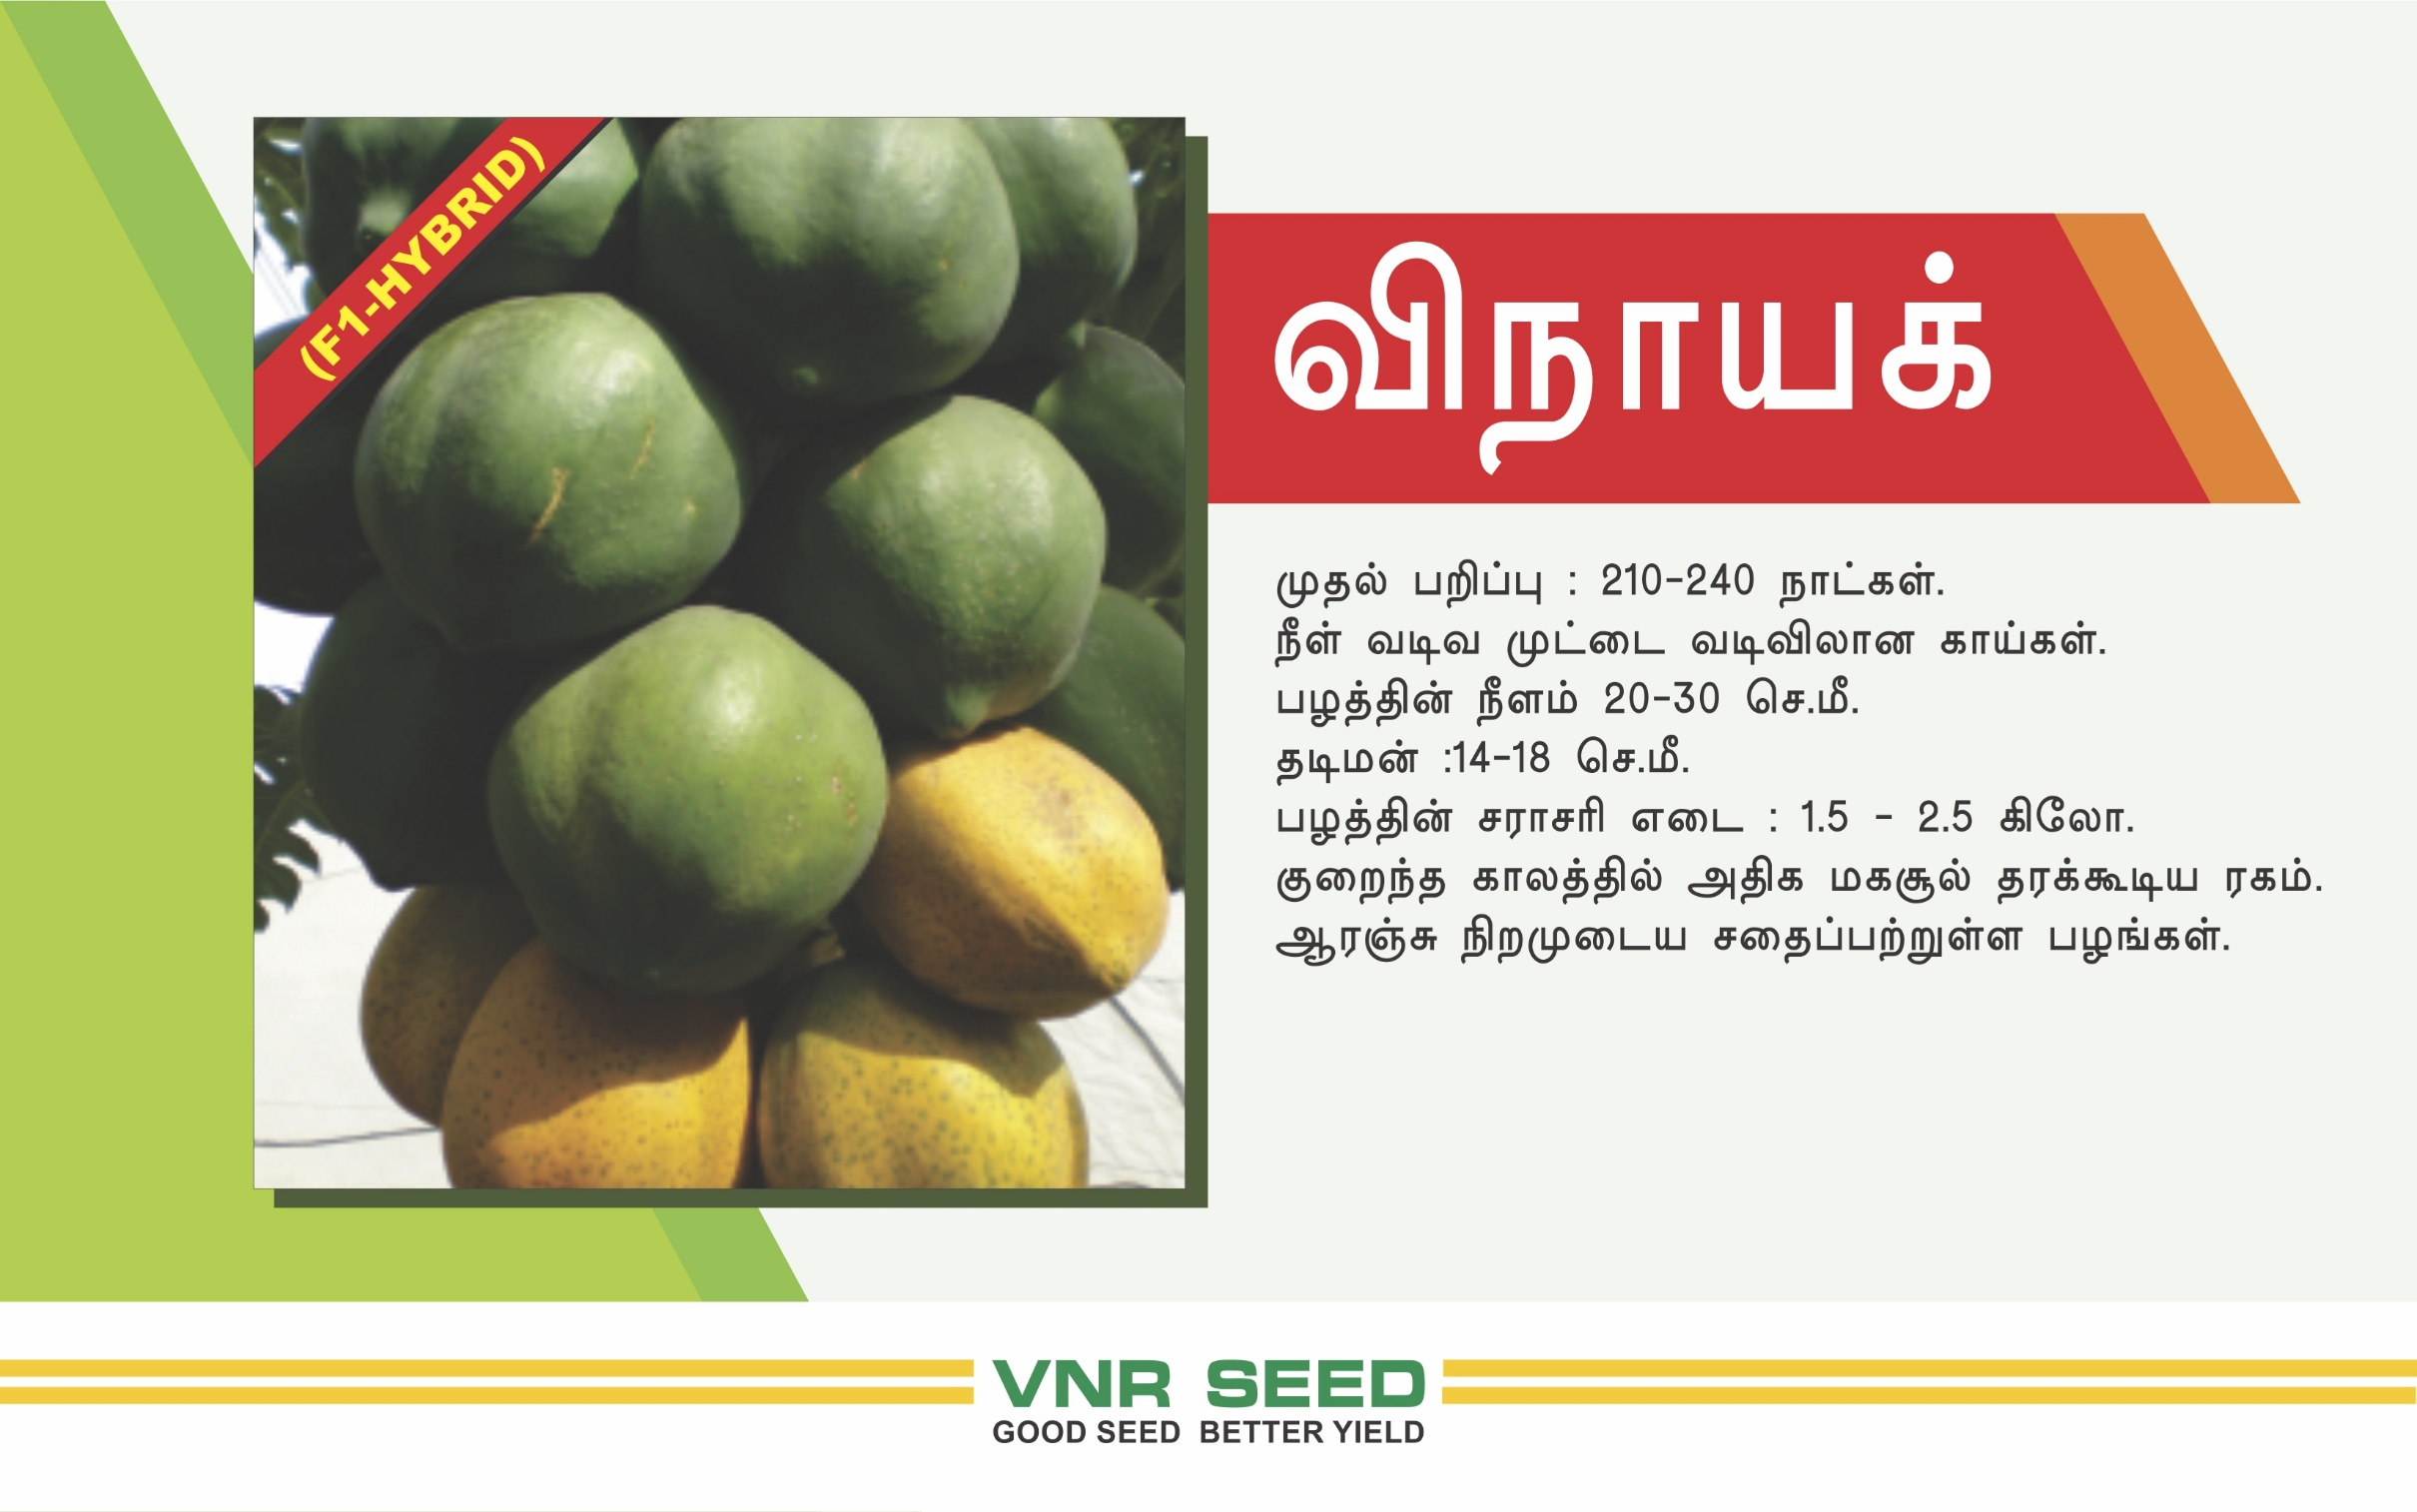 (F1-HYBRID))
விநாயக்
முதல் பறிப்பு : 210-240 நாட்கள்.
நீள் வடிவ முட்டை வடிவிலான காய்கள்.
பழத்தின் நீளம் 20-30 செ.மீ.
தடிமன் :14-18 செ.மீ.
பழத்தின் சராசரி எடை : 1.5 - 2.5 கிலோ.
குறைந்த காலத்தில் அதிக மகசூல் தரக்கூடிய ரகம்.
ஆரஞ்சு நிறமுடைய சதைப்பற்றுள்ள பழங்கள்.
VNR SEED
GOOD SEED BETTER YIELD